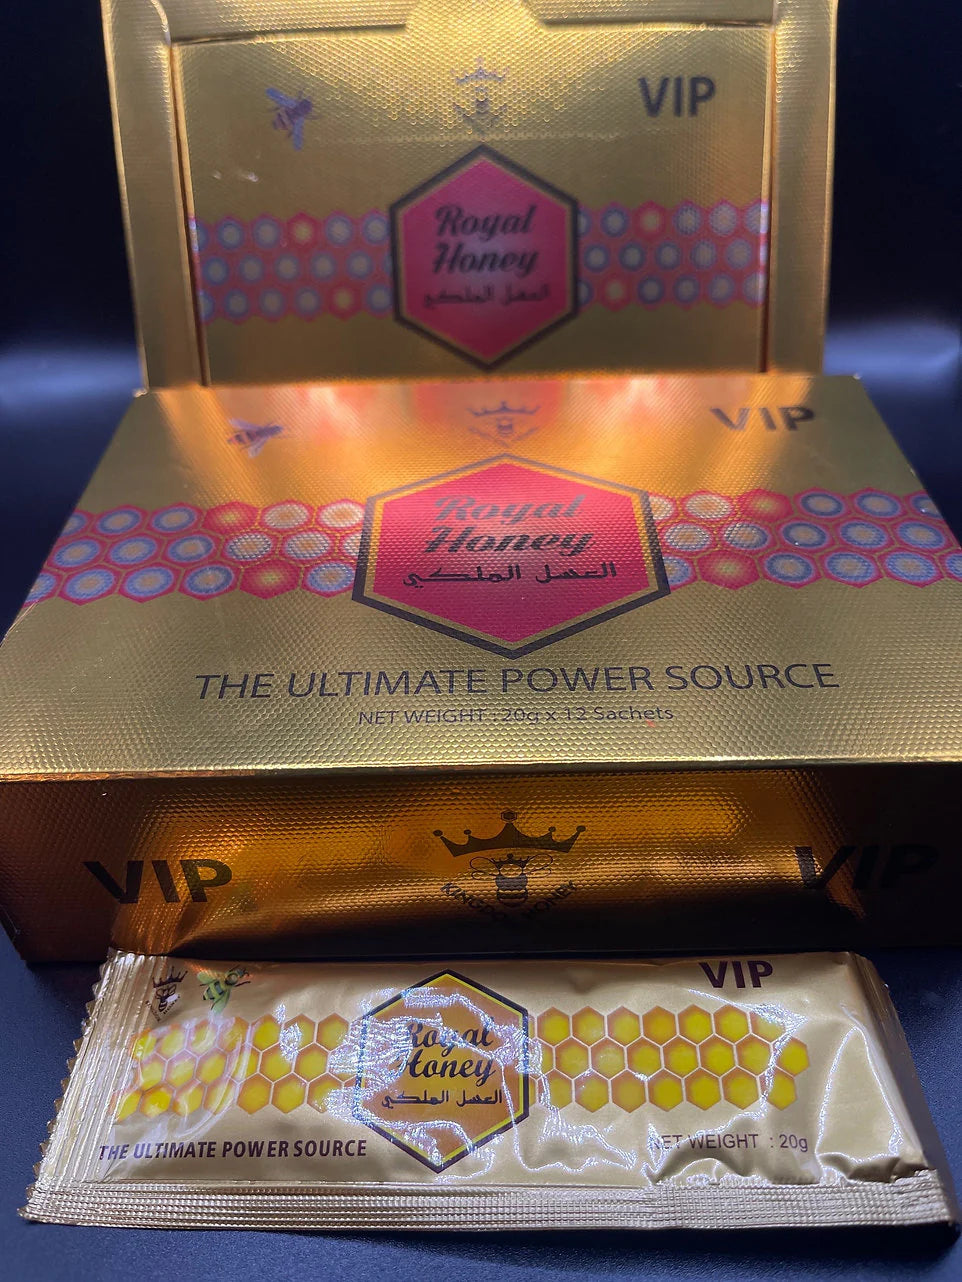 VIP
Royal
Honey
العسل الملكي
VIP
Royal
Honey
العسل الملكي
THE ULTIMATE POWER SOURCE
NET WEIGHT : 20g x 12 Sachets
VIP
VIP
HONEY
VIP
Royal
Honey
العسل الملكي
THE ULTIMATE POWER SOURCE
NET WEIGHT : 20g